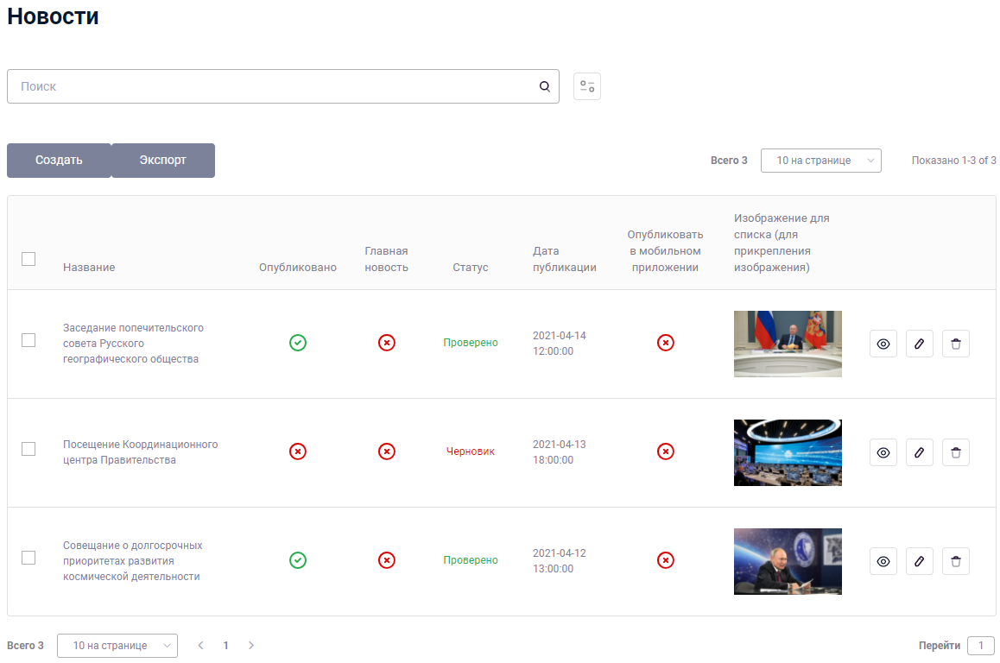 Новости
Поиск
Создать
Экспорт
Всего 3
10 на странице
Показано 1-3 of 3
Название
Опубликовано
Главная
новость
Статус
Дата
публикации
Опубликовать
в мобильном
приложении
Изображение для
списка (для
прикрепления
изображения)
Заседание попечительского
совета Русского
географического общества
Проверено
2021-04-14
12:00:00
Посещение Координационного
центра Правительства
Черновик
2021-04-13
18:00:00
Совещание о долгосрочных
приоритетах развития
космической деятельности
Проверено
2021-04-12
13:00:00
Всего 3
10 на странице
1
Перейти
1